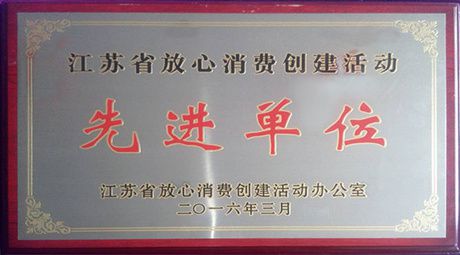 江苏省放心消费创建活动
先进单位
江苏省放心消费创建活动办公室
二〇一六年三月